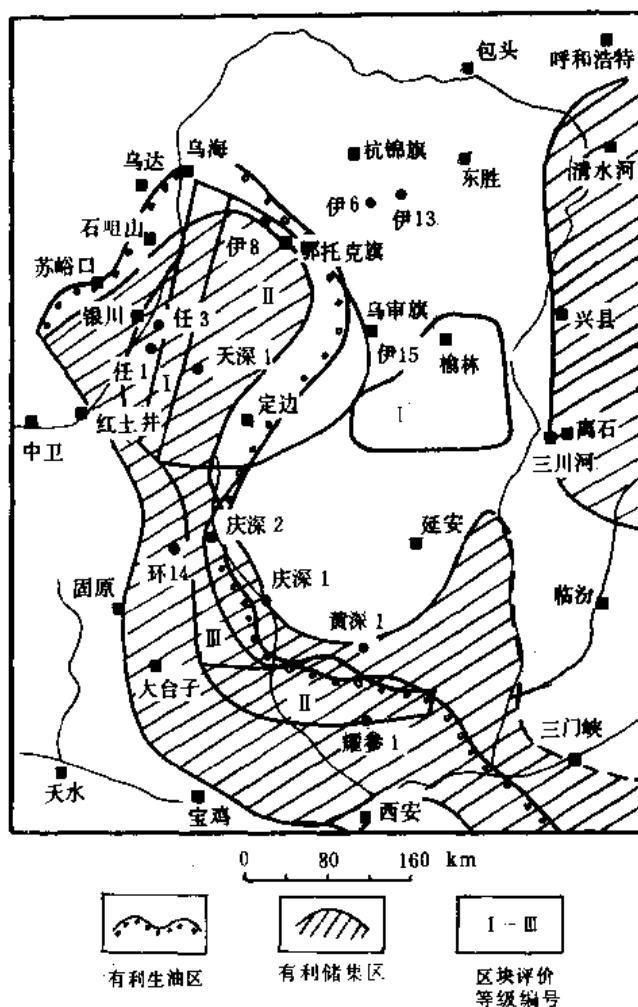 包头
呼和浩特
杭锦旗
东胜
清水河
乌达
乌海
伊6
伊13
石咀山
伊8
鄂托克旗
苏峪口
II
银川
任3
乌审旗
兴县
伊15
榆林
任1
I
天深1
I
定边
红土井
中卫
离石
三川河
庆深2
延安
环14
庆深1
固原
黄深1
临汾
III
大台子
II
耀参1
三门峡
天水
宝鸡
西安
0 80 160 km
I-III
有利生油区
有利储集区
区块评价
等级编号